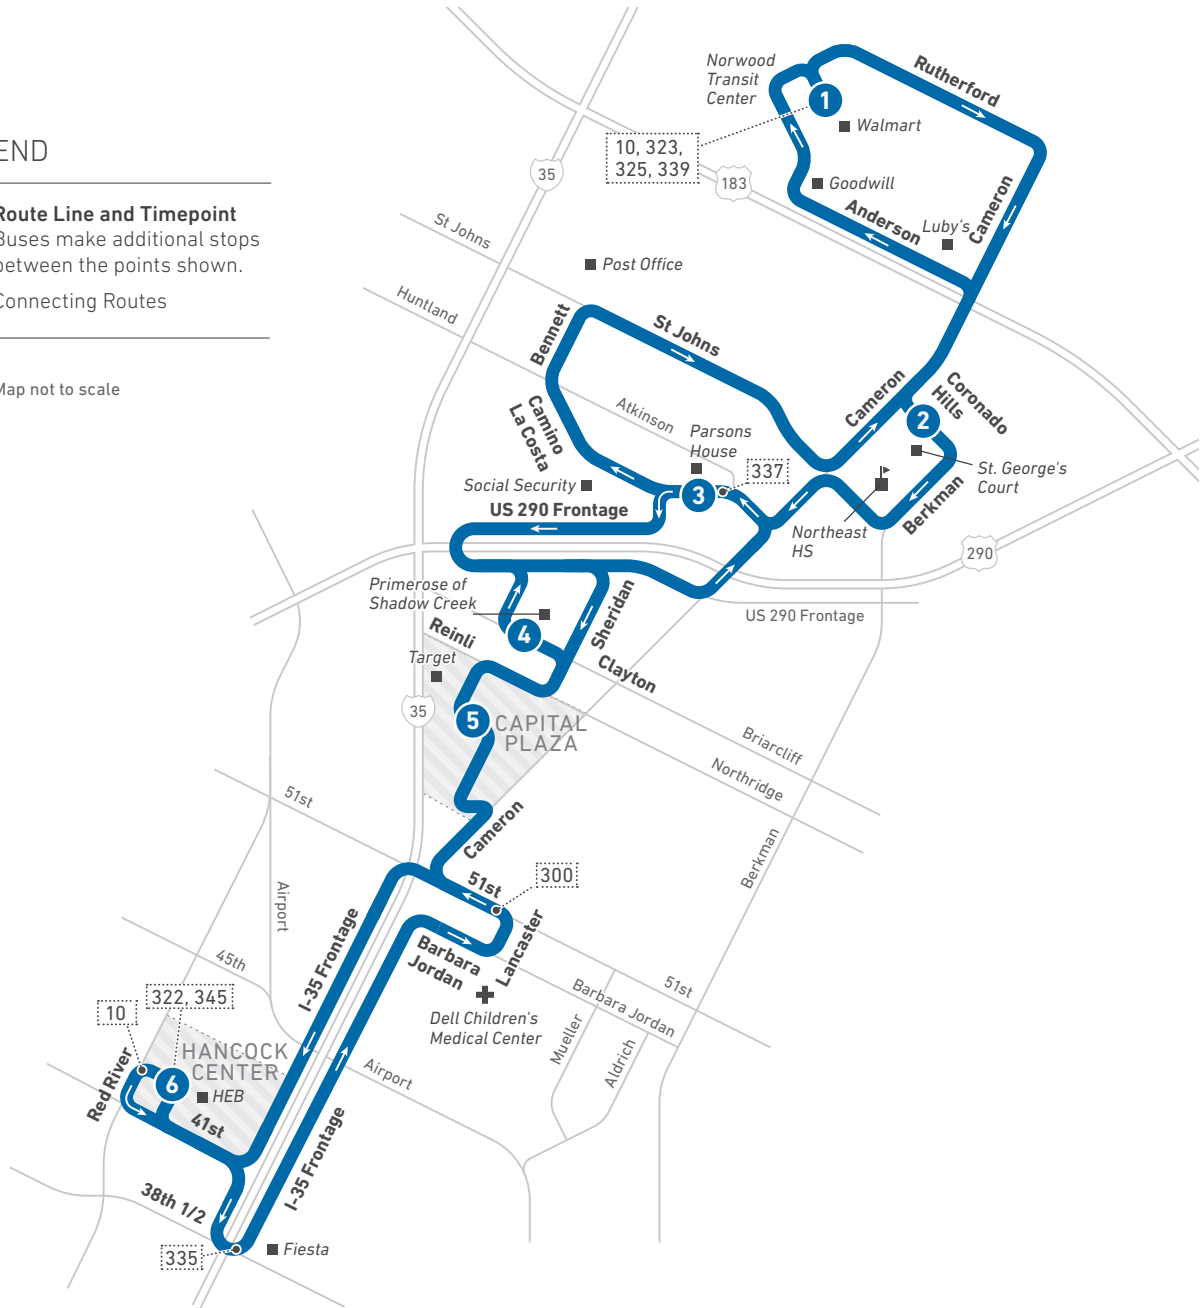 END
Route Line and Timepoint
Buses make additional stops
between the points shown.
Connecting Routes
Map not to scale
Norwood
Transit
Center
1
Rutherford
Walmart
10, 323,
325, 339
35
183
Goodwill
Cameron
Anderson
Luby's
St Johns
Post Office
Huntland
Bennett
St Johns
Camino
La Costa
Atkinson
Cameron
Coronado
Hills
2
Parsons
House
337
St. George's
Court
Social Security
3
US 290 Frontage
Berkman
Northeast
HS
290
Primerose of
Shadow Creek
Sheridan
US 290 Frontage
4
Reinli
Target
Clayton
35
5
CAPITAL
PLAZA
Briarcliff
Northridge
51st
Cameron
Berkman
51st
300
Airport
I-35 Frontage
Lancaster
Barbara
Jordan
45th
51st
322, 345
10
Barbara Jordan
Dell Children's
Medical Center
Mueller
Aldrich
HANCOCK
CENTER
Airport
Red River
6
HEB
41st
I-35 Frontage
38th 1/2
335
Fiesta